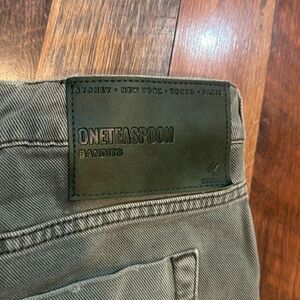 SYDNEY • NEW YORK • TOKYO • PARIS
ONETEASPOON
BANDITS